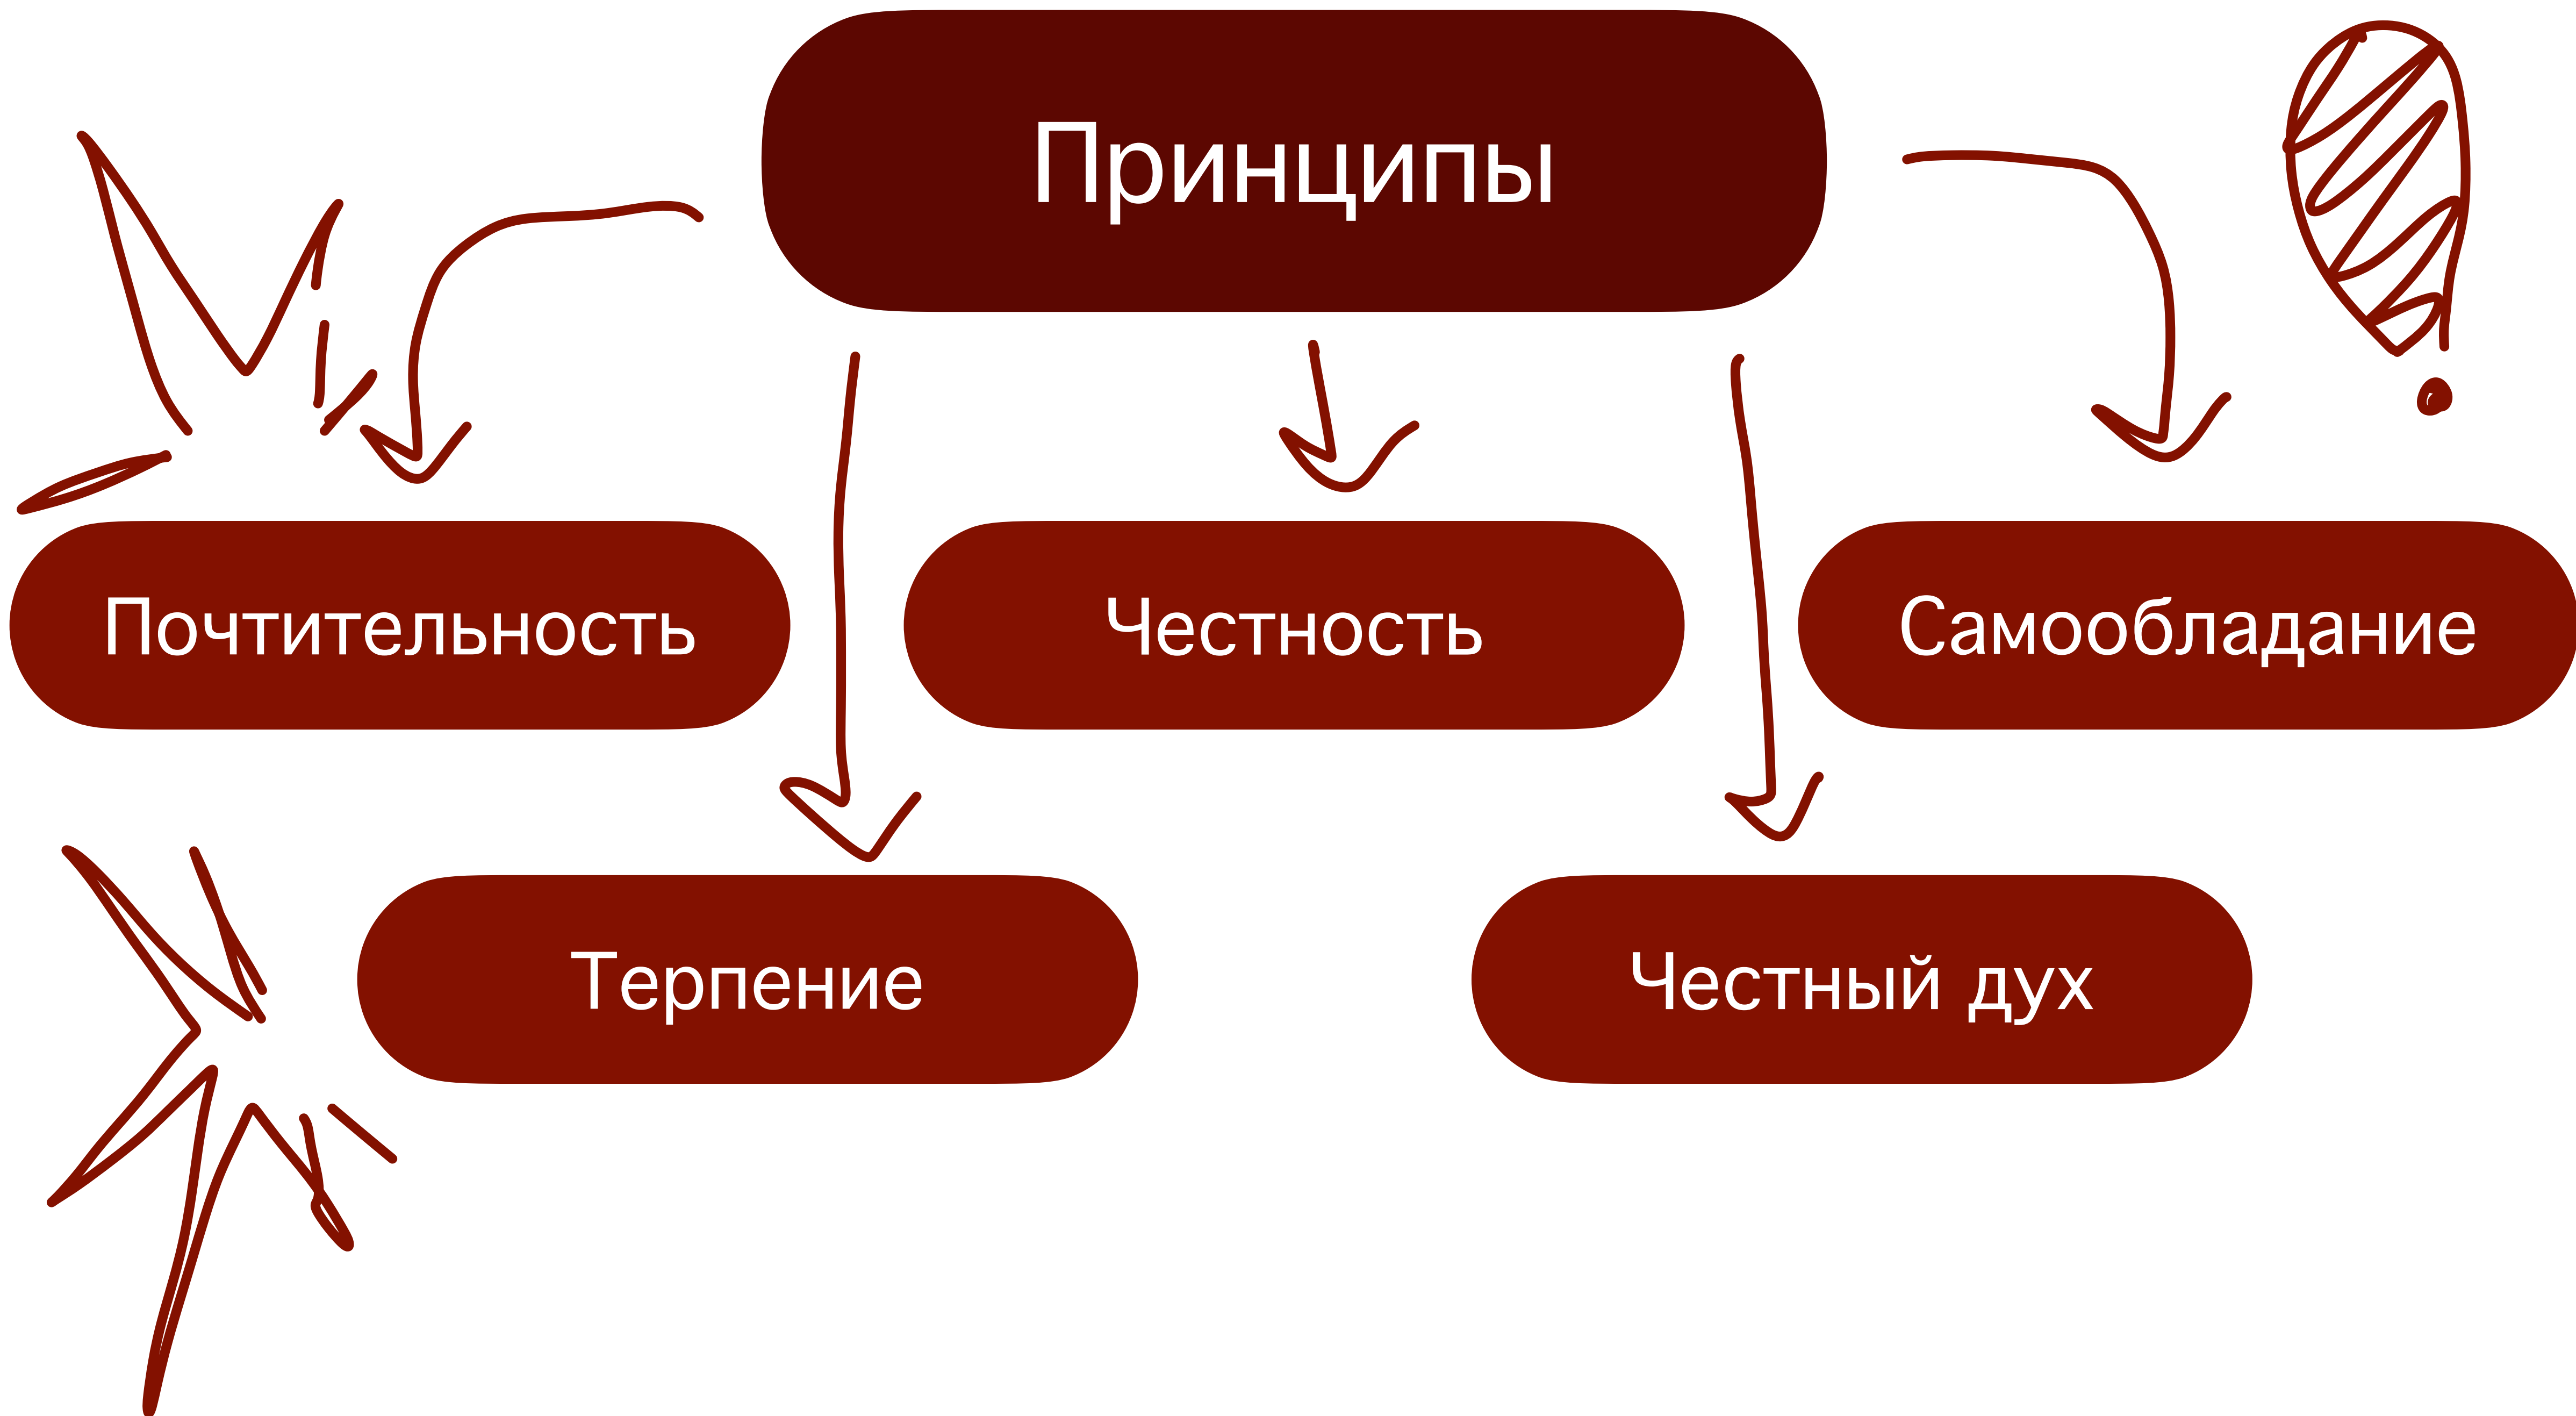 Принципы
Почтительность
Честность
Самообладание
Терпение
Честный дух